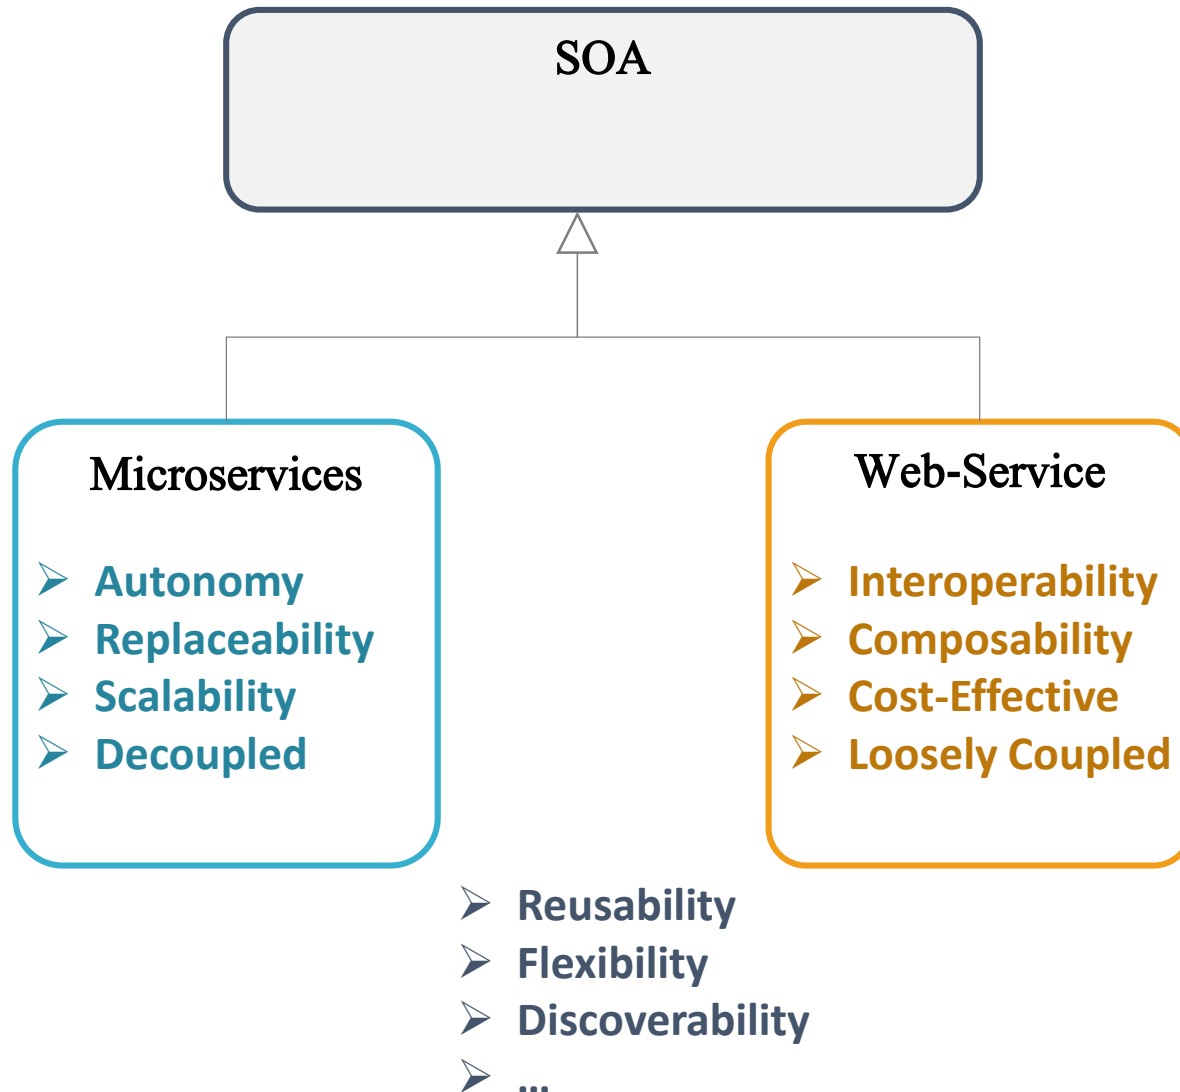 SOA
Microservices
➢ Autonomy
➢ Replaceability
➢ Scalability
➢ Decoupled
Web-Service
➢ Interoperability
➢ Composability
➢ Cost-Effective
➢ Loosely Coupled
➢ Reusability
➢ Flexibility
➢ Discoverability
➢ ...